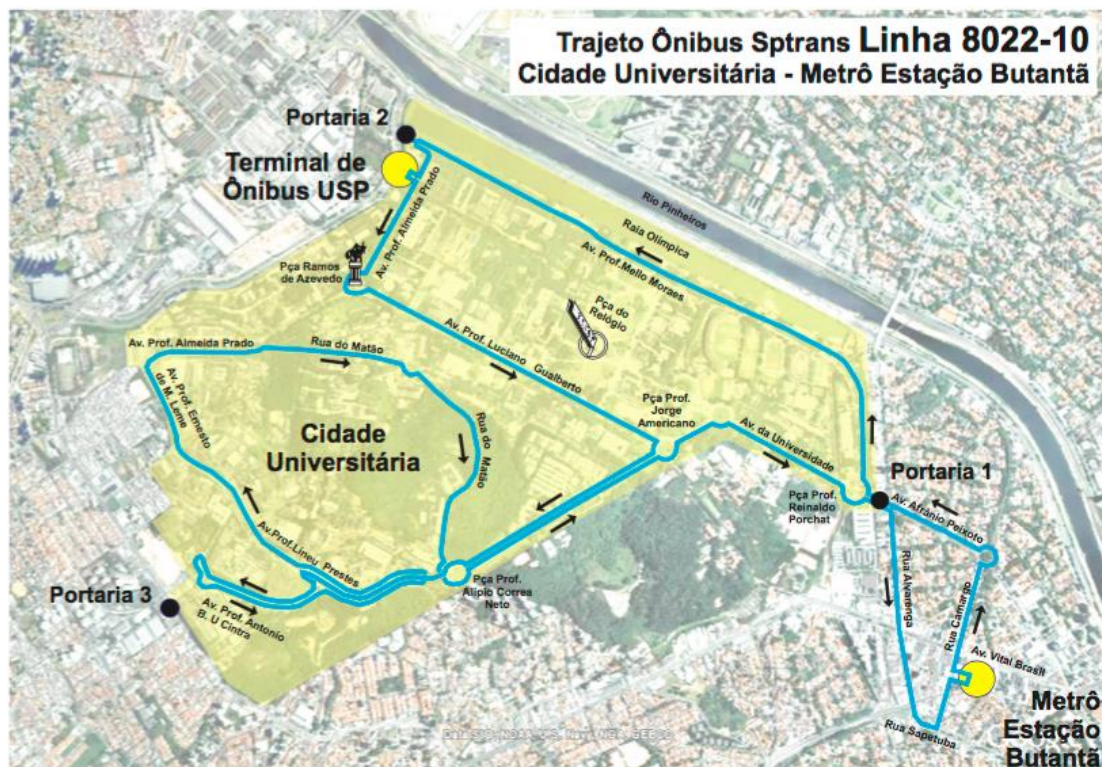 Trajeto Ônibus Sptrans Linha 8022-10
Cidade Universitária - Metrô Estação Butantã
Portaria 2
Terminal de
Ônibus USP
Av. Prof. Almeida Prado
Rio Pinheiros
Raia Olímpica
Av. Prof.Mello Moraes
Pça Ramos
de Azevedo
Pça do
Relógio
Av. Prof. Luciano Gualberto
Av. Prof. Almeida Prado
Rua do Matão
Av. Prof. Ernesto
de M. Leme
Pça Prof.
Jorge
Americano
Cidade
Universitária
Rua do Matão
Av. da Universidade
Portaria 1
Pça Prof.
Reinaldo
Porchat
Av. Afrânio Peixoto
Av.Prof.Lineu Prestes
Pça Prof.
Alípio Correa
Neto
Rua Alvarenga
Rua Camargo
Portaria 3
Av. Prof. Antonio
B. U Cintra
Av. Vital Brasil
Metrô
Estação
Butantã
Rua Sapetuba